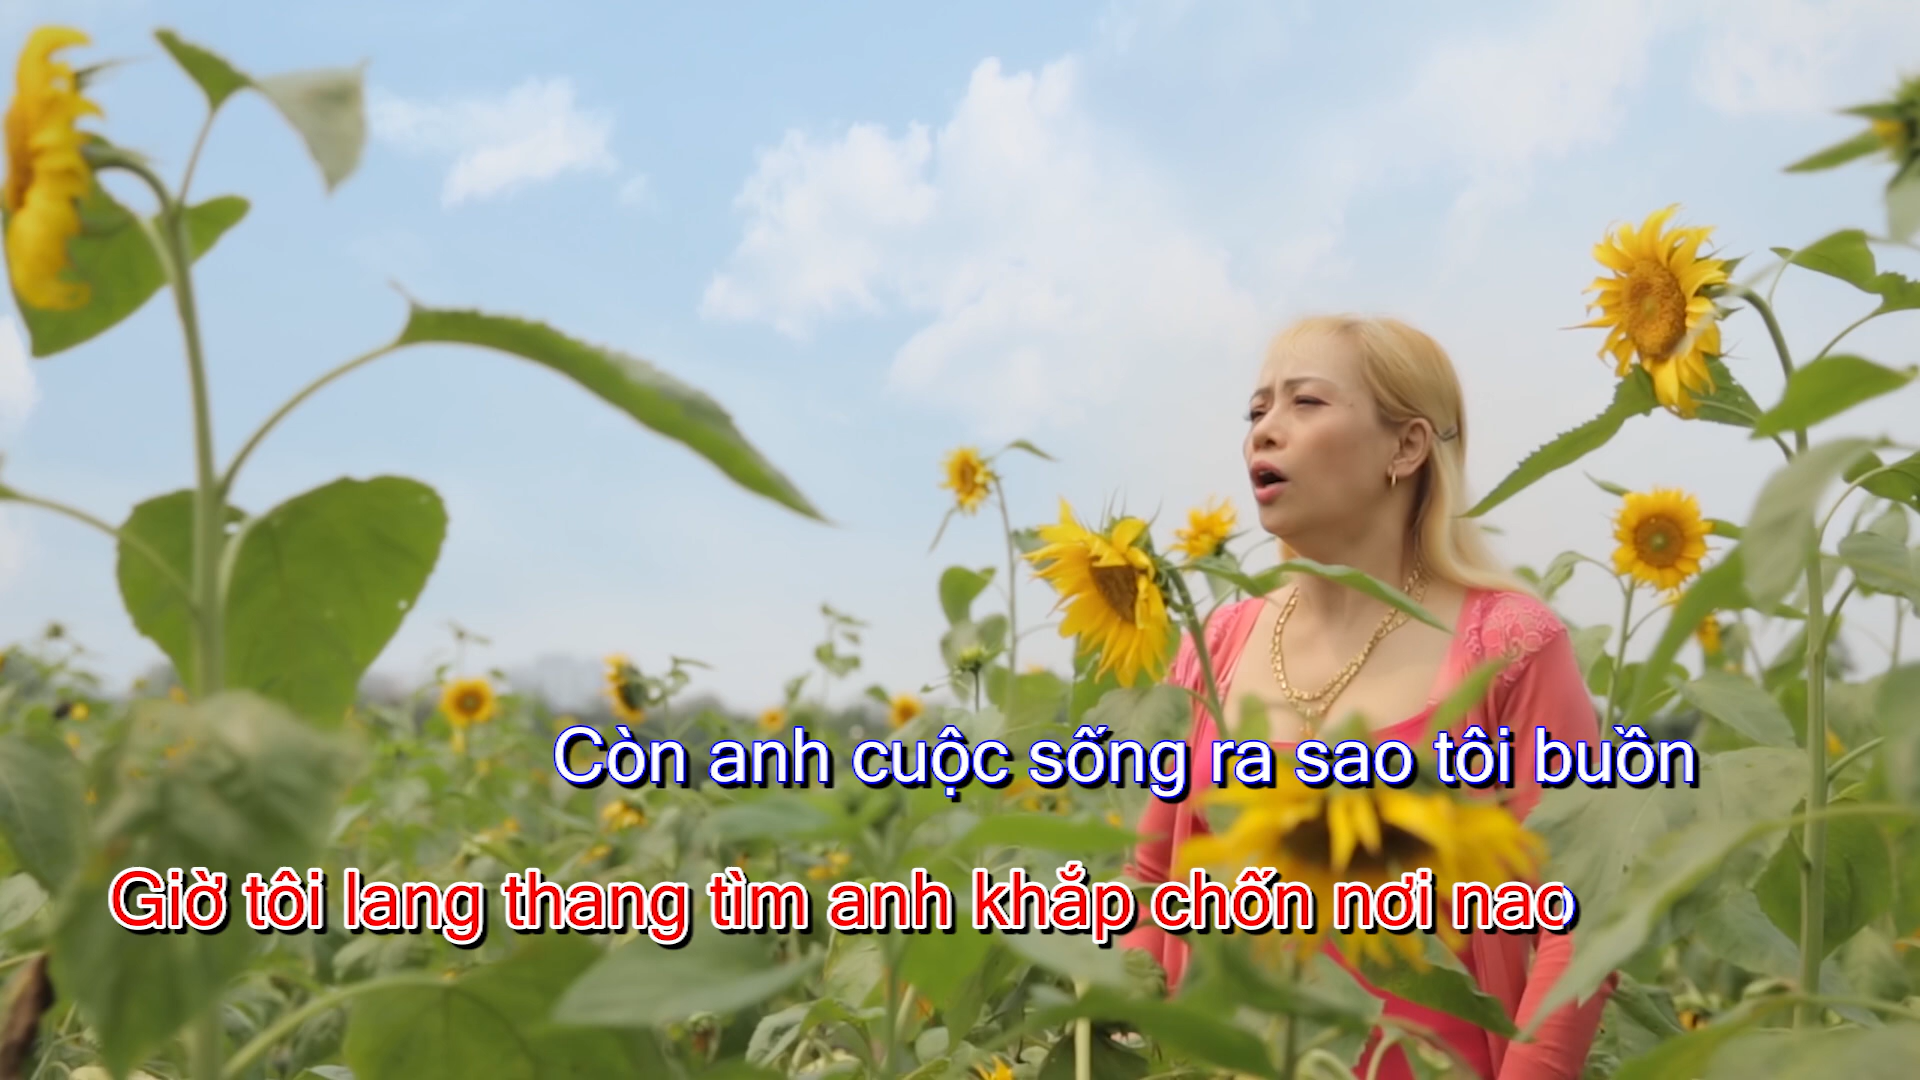 Còn anh cuộc sống ra sao tôi buồn
Giờ tôi lang thang tìm anh khắp chốn nơi nao